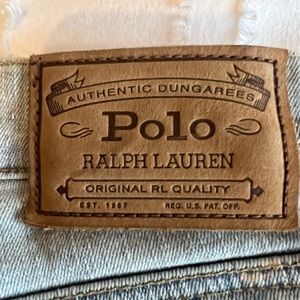 AUTHENTIC DUNGAREES
Polo
RALPH LAUREN
ORIGINAL RL QUALITY
EST. 1967 REG. U.S. PAT. OFF.